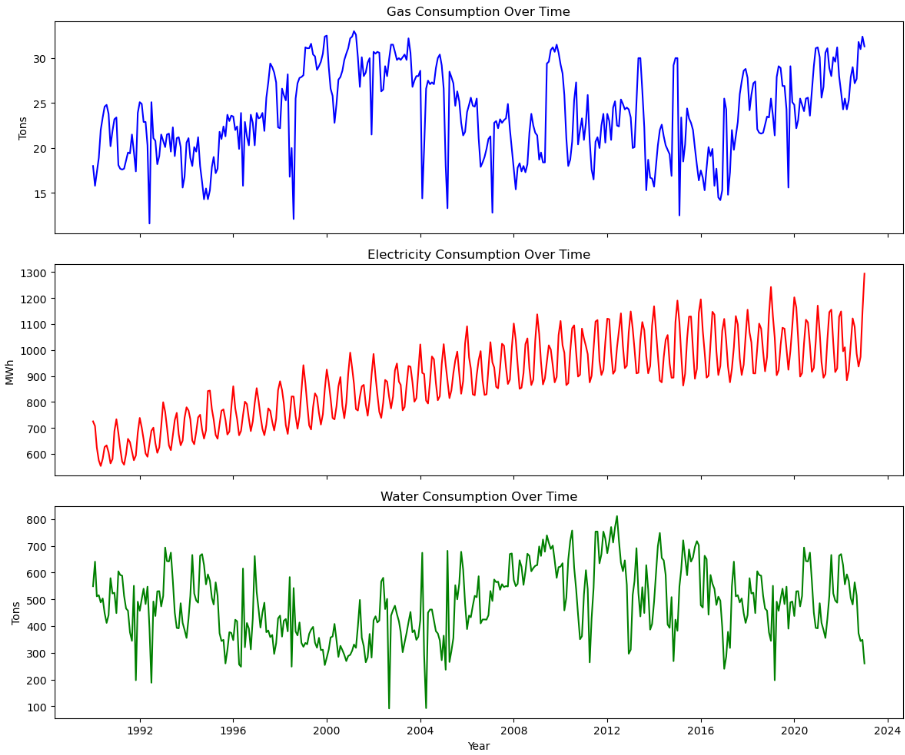 Gas Consumption Over Time
30
25
20
15
Tons
Electricity Consumption Over Time
1300
1200
1100
1000
900
800
700
600
MWh
Water Consumption Over Time
800
700
600
500
400
300
200
100
Tons
1992 1996 2000 2004 2008 2012 2016 2020 2024
Year